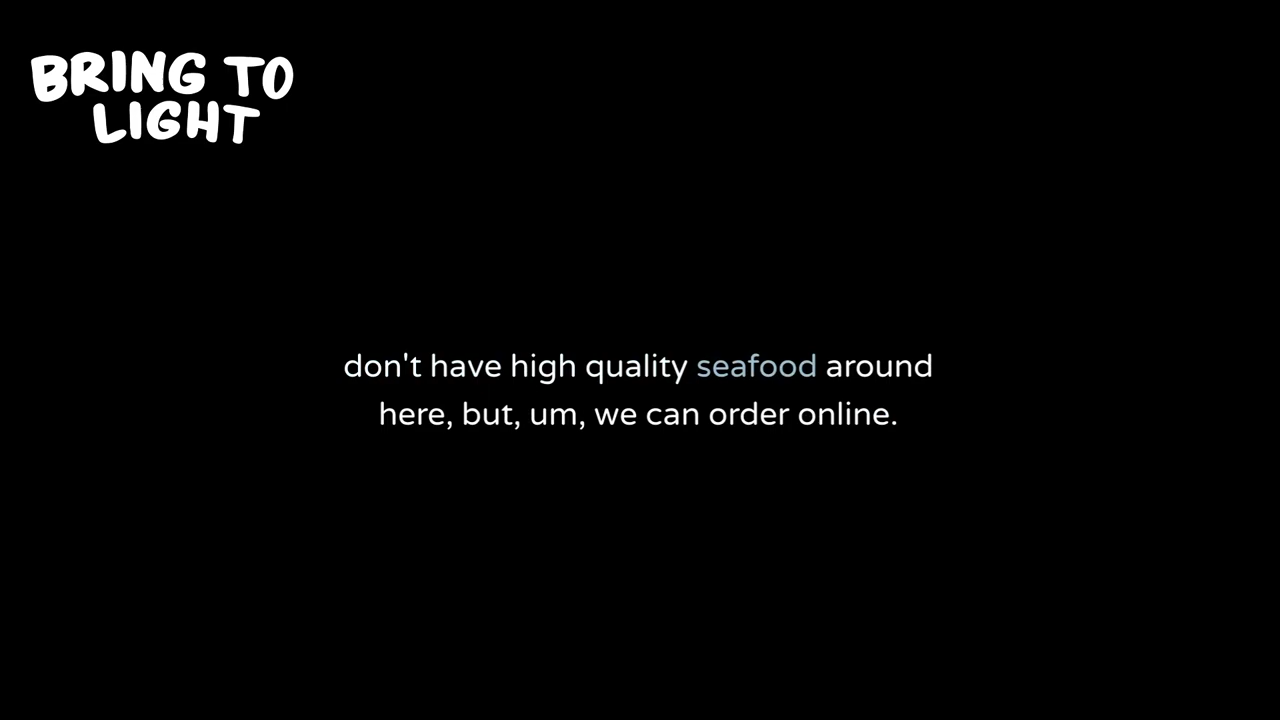 BRING TO
LIGHT
don't have high quality seafood around
here, but, um, we can order online.